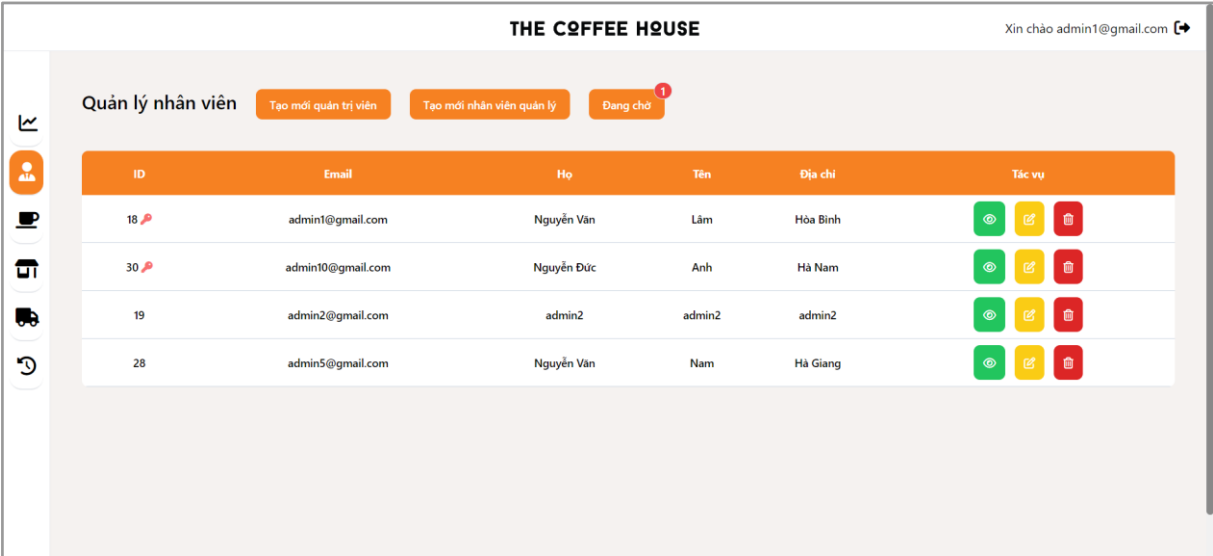 THE COFFEE HOUSE
Xin chào admin1@gmail.com
Quản lý nhân viên
Tạo mới quản trị viên
Tạo mới nhân viên quản lý
Đang chờ
1
ID Email Họ Tên Địa chỉ Tác vụ
18 admin1@gmail.com Nguyễn Văn Lâm Hòa Bình
30 admin10@gmail.com Nguyễn Đức Anh Hà Nam
19 admin2@gmail.com admin2 admin2 admin2
28 admin5@gmail.com Nguyễn Văn Nam Hà Giang